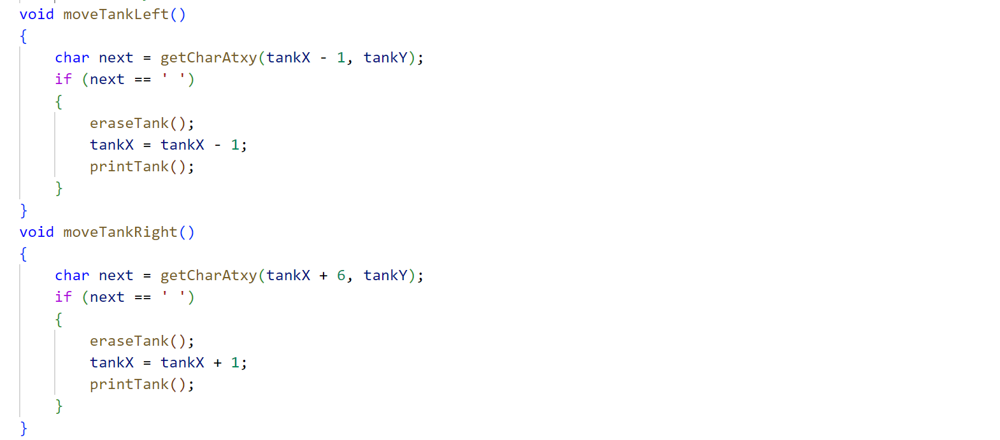 void moveTankLeft()
{
    char next = getCharAtxy(tankX - 1, tankY);
    if (next == ' ')
    {
        eraseTank();
        tankX = tankX - 1;
        printTank();
    }
}
void moveTankRight()
{
    char next = getCharAtxy(tankX + 6, tankY);
    if (next == ' ')
    {
        eraseTank();
        tankX = tankX + 1;
        printTank();
    }
}